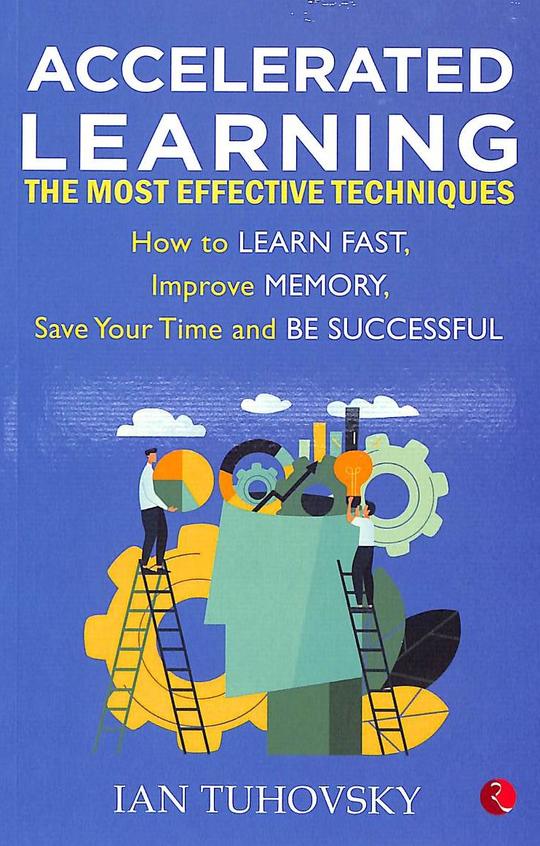 ACCELERATED
LEARNING
THE MOST EFFECTIVE TECHNIQUES
How to LEARN FAST,
Improve MEMORY,
Save Your Time and BE SUCCESSFUL
IAN TUHOVSKY
R